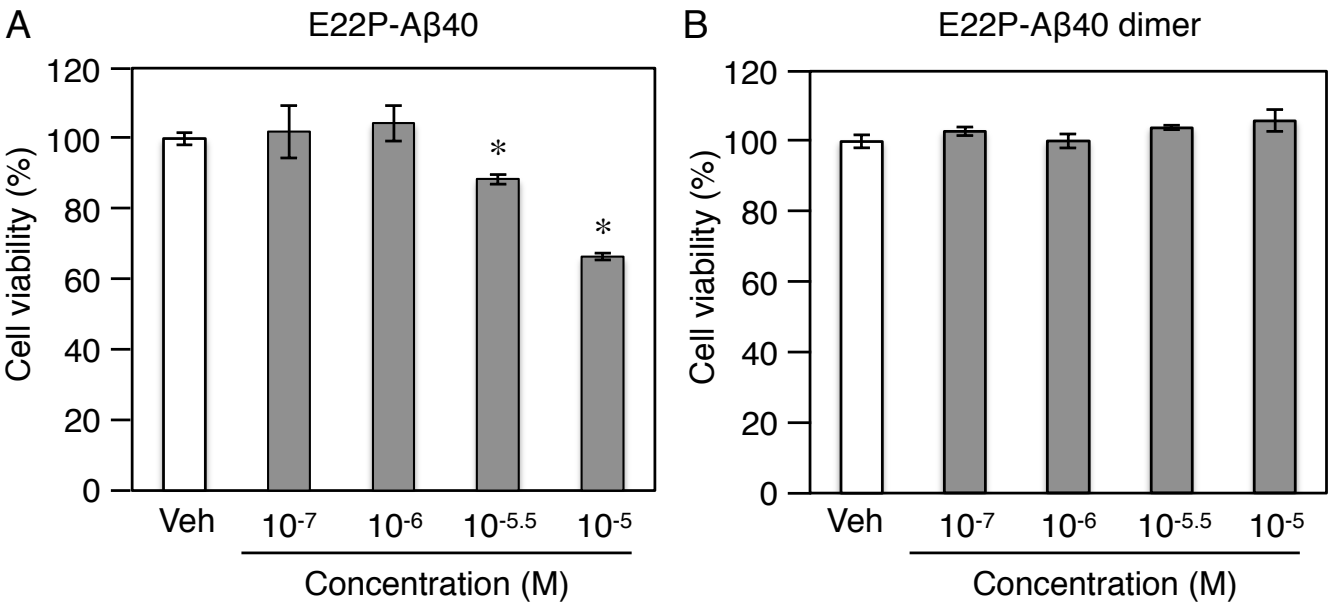 A
E22P-Aβ40
Cell viability (%)
120
100
80
60
40
20
0
*
*
Veh
10-7
10-6
10-5.5
10-5
Concentration (M)
B
E22P-Aβ40 dimer
Cell viability (%)
120
100
80
60
40
20
0
Veh
10-7
10-6
10-5.5
10-5
Concentration (M)